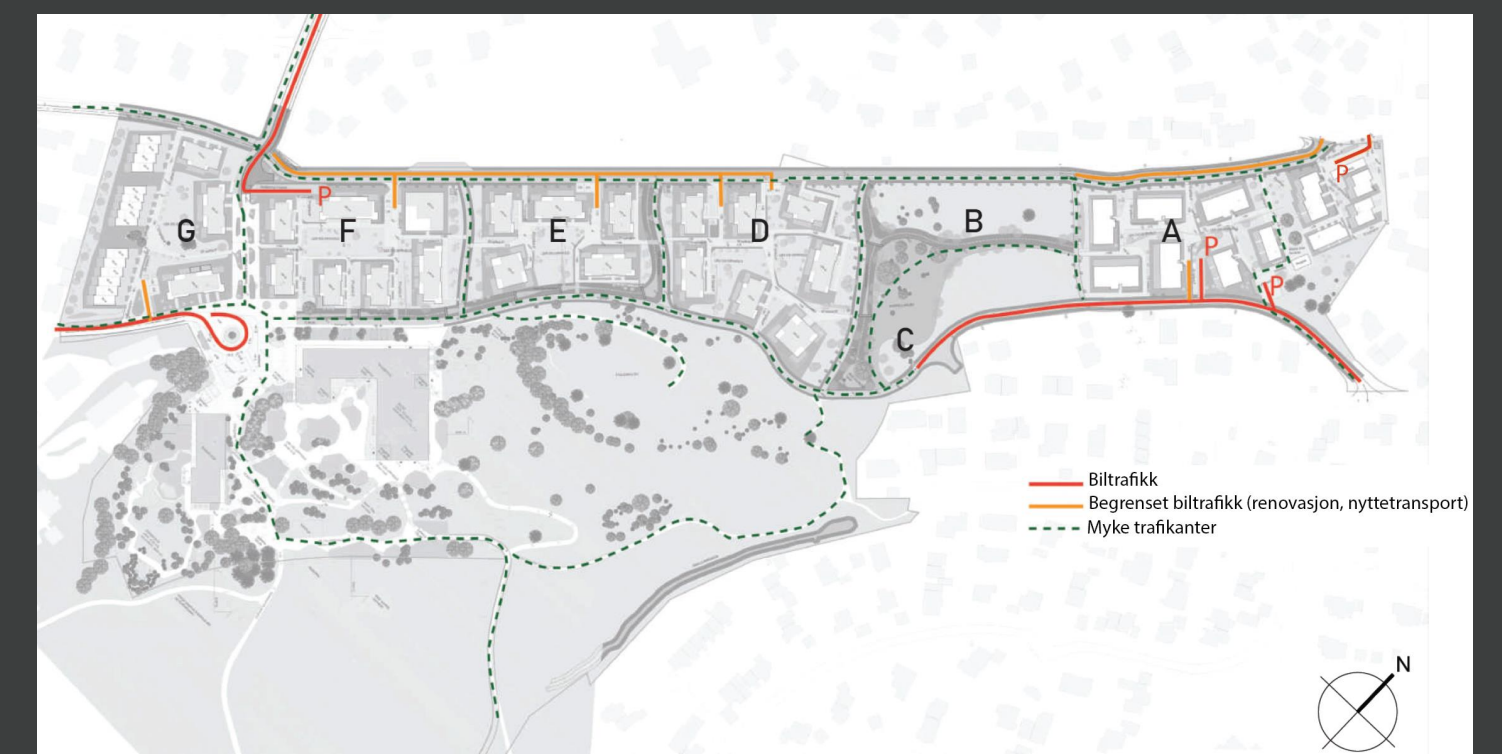 P
P
G
F
E
D
B
A
P
P
C
Biltrafikk
Begrenset biltrafikk (renovasjon, nyttetransport)
Myke trafikanter
N